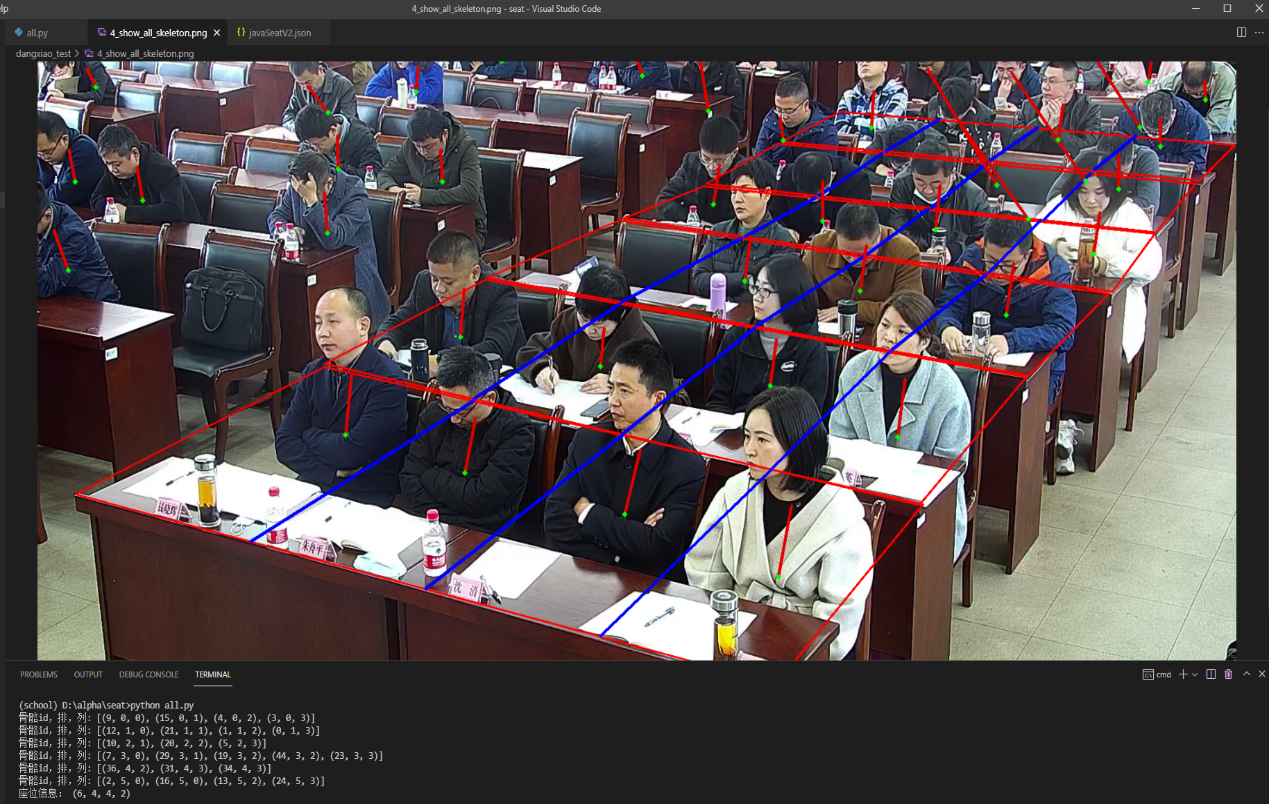 elp
4_show_all_skeleton.png - seat - Visual Studio Code
all.py
4_show_all_skeleton.png
javaSeatV2.json
dangxiao_test > 4_show_all_skeleton.png
朱舟平
沈清
PROBLEMS OUTPUT DEBUG CONSOLE TERMINAL
cmd
(school) D:\alpha\seat>python all.py
骨骼id, 排, 列: [(9, 0, 0), (15, 0, 1), (4, 0, 2), (3, 0, 3)]
骨骼id, 排, 列: [(12, 1, 0), (21, 1, 1), (1, 1, 2), (0, 1, 3)]
骨骼id, 排, 列: [(10, 2, 1), (20, 2, 2), (5, 2, 3)]
骨骼id, 排, 列: [(7, 3, 0), (29, 3, 1), (19, 3, 2), (44, 3, 2), (23, 3, 3)]
骨骼id, 排, 列: [(36, 4, 2), (31, 4, 3), (34, 4, 3)]
骨骼id, 排, 列: [(2, 5, 0), (16, 5, 0), (13, 5, 2), (24, 5, 3)]
座位信息: (6, 4, 4, 2)